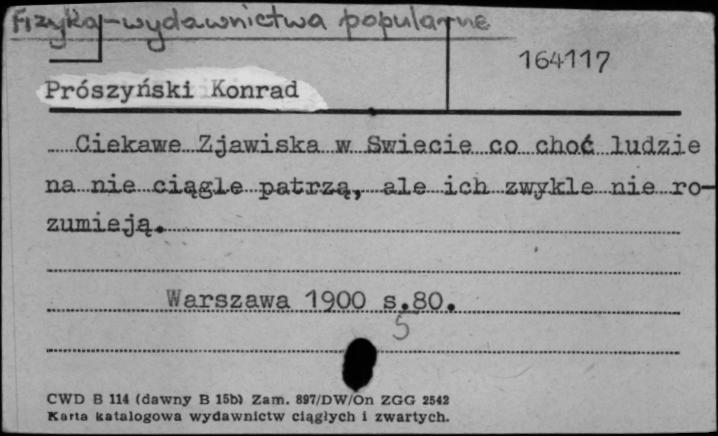 Fizyka-wydawnictwa popularne
164117
Prószyński Konrad
Ciekawe Zjawiska w Swiecie co choć ludzie
na nie ciągle patrzą, ale ich zwykle nie ro-
zumieją.
Warszawa 1900 s.80.
5
CWD B 114 (dawny B 15b) Zam. 897/DW/On ZGG 2542
Karta katalogowa wydawnictw ciągłych i zwartych.